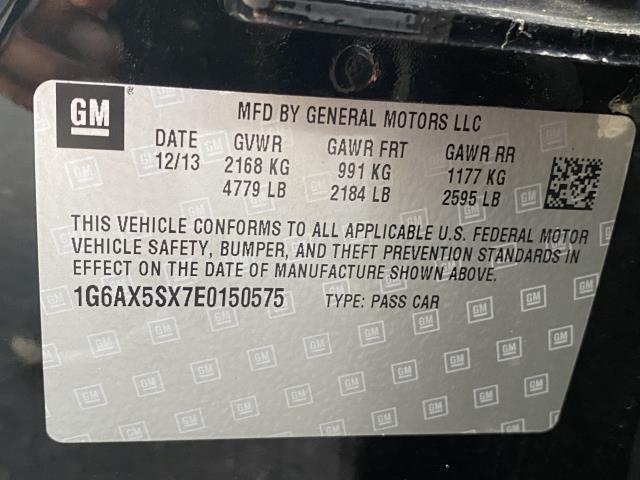 GM ®
MFD BY GENERAL MOTORS LLC
DATE GVWR GAWR FRT GAWR RR
12/13 2168 KG 991 KG 1177 KG
4779 LB 2184 LB 2595 LB
THIS VEHICLE CONFORMS TO ALL APPLICABLE U.S. FEDERAL MOTOR
VEHICLE SAFETY, BUMPER, AND THEFT PREVENTION STANDARDS IN
EFFECT ON THE DATE OF MANUFACTURE SHOWN ABOVE.
1G6AX5SX7E0150575 TYPE: PASS CAR